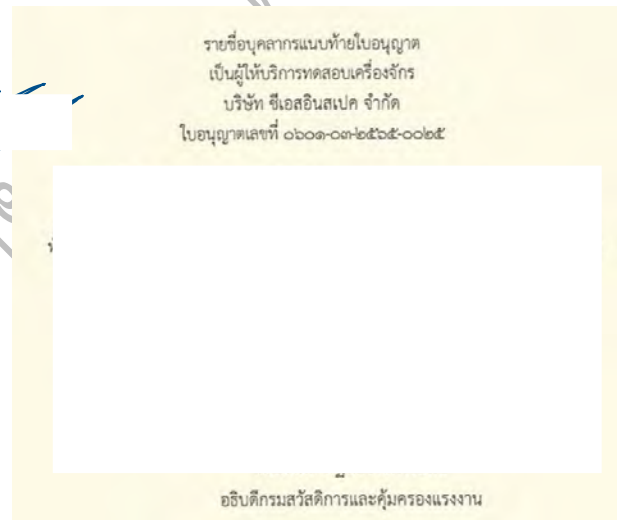 รายชื่อบุคลากรแนบท้ายใบอนุญาต
เป็นผู้ให้บริการทดสอบเครื่องจักร
บริษัท ซีเอสอินสเปค จำกัด
ใบอนุญาตเลขที่ ๐๖๐๑-๐๓-๒๕๖๕-๐๐๒๕
อธิบดีกรมสวัสดิการและคุ้มครองแรงงาน